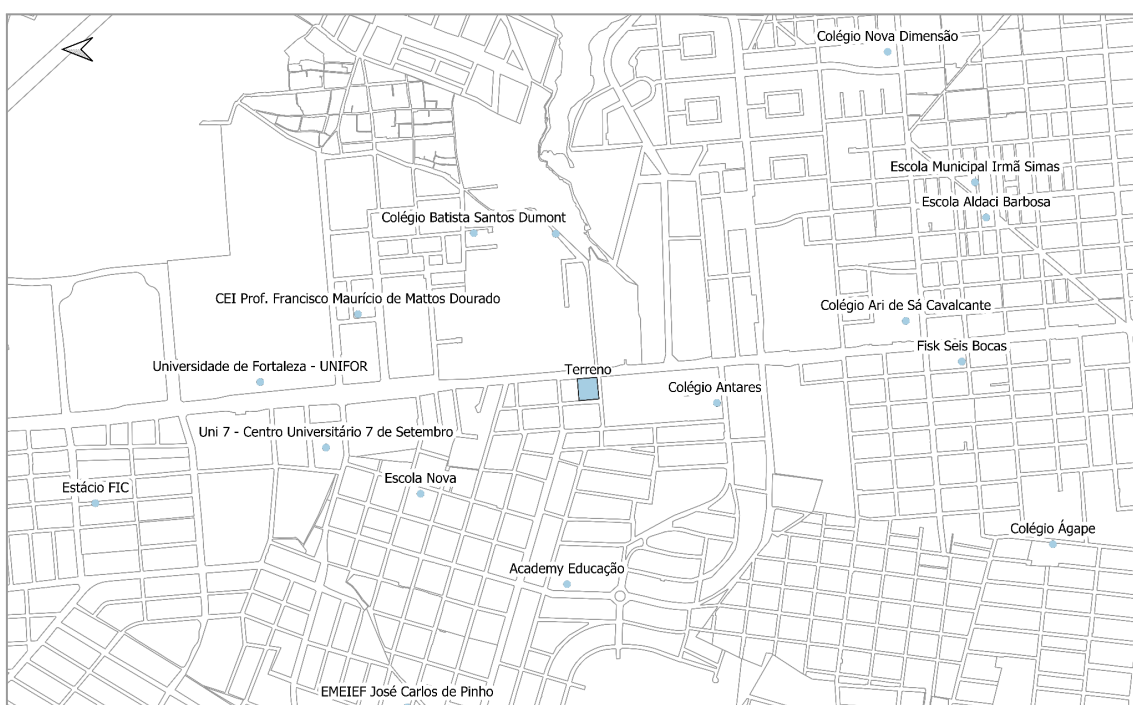 Colégio Nova Dimensão
Escola Municipal Irmã Simas
Escola Aldaci Barbosa
Colégio Batista Santos Dumont
CEI Prof. Francisco Maurício de Mattos Dourado
Colégio Ari de Sá Cavalcante
Fisk Seis Bocas
Universidade de Fortaleza - UNIFOR
Terreno
Colégio Antares
Uni 7 - Centro Universitário 7 de Setembro
Escola Nova
Estácio FIC
Colégio Ágape
Academy Educação
EMEIEF José Carlos de Pinho